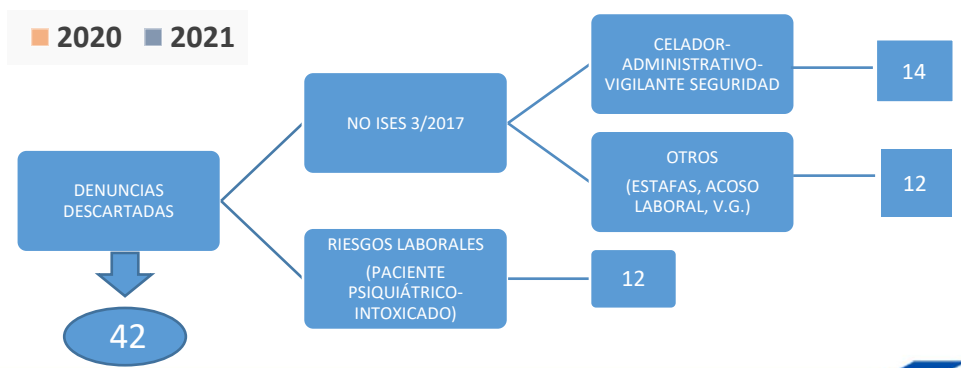 2020 2021
DENUNCIAS
DESCARTADAS
42
NO ISES 3/2017
CELADOR-
ADMINISTRATIVO-
VIGILANTE SEGURIDAD
14
OTROS
(ESTAFAS, ACOSO
LABORAL, V.G.)
12
RIESGOS LABORALES
(PACIENTE
PSIQUIÁTRICO-
INTOXICADO)
12